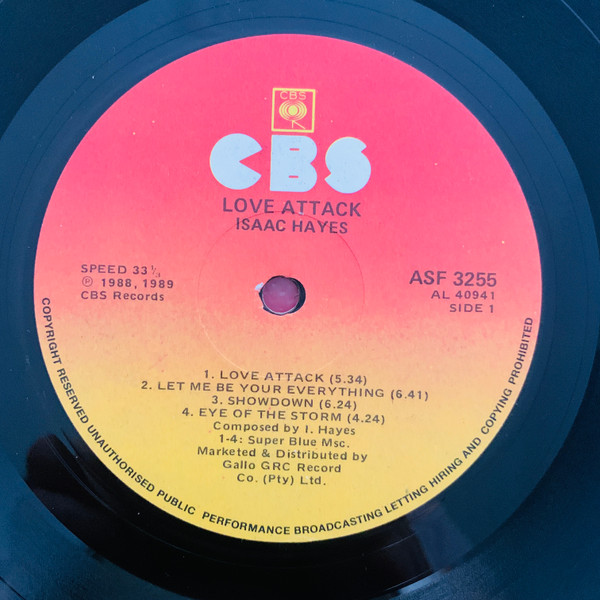 CBS
CBS
LOVE ATTACK
ISAAC HAYES
SPEED 33 ⅓
℗ 1988, 1989
CBS Records
ASF 3255
AL 40941
SIDE 1
1. LOVE ATTACK (5.34)
2. LET ME BE YOUR EVERYTHING (6.41)
3. SHOWDOWN (6.24)
4. EYE OF THE STORM (4.24)
Composed by I. Hayes
1-4: Super Blue Msc.
Marketed & Distributed by
Gallo GRC Record
Co. (Pty) Ltd.
COPYRIGHT RESERVED UNAUTHORISED PUBLIC PERFORMANCE BROADCASTING LETTING HIRING AND COPYING PROHIBITED